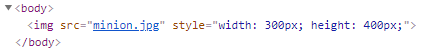 ▼<body>
<img src="minion.jpg" style="width: 300px; height: 400px;">
</body>